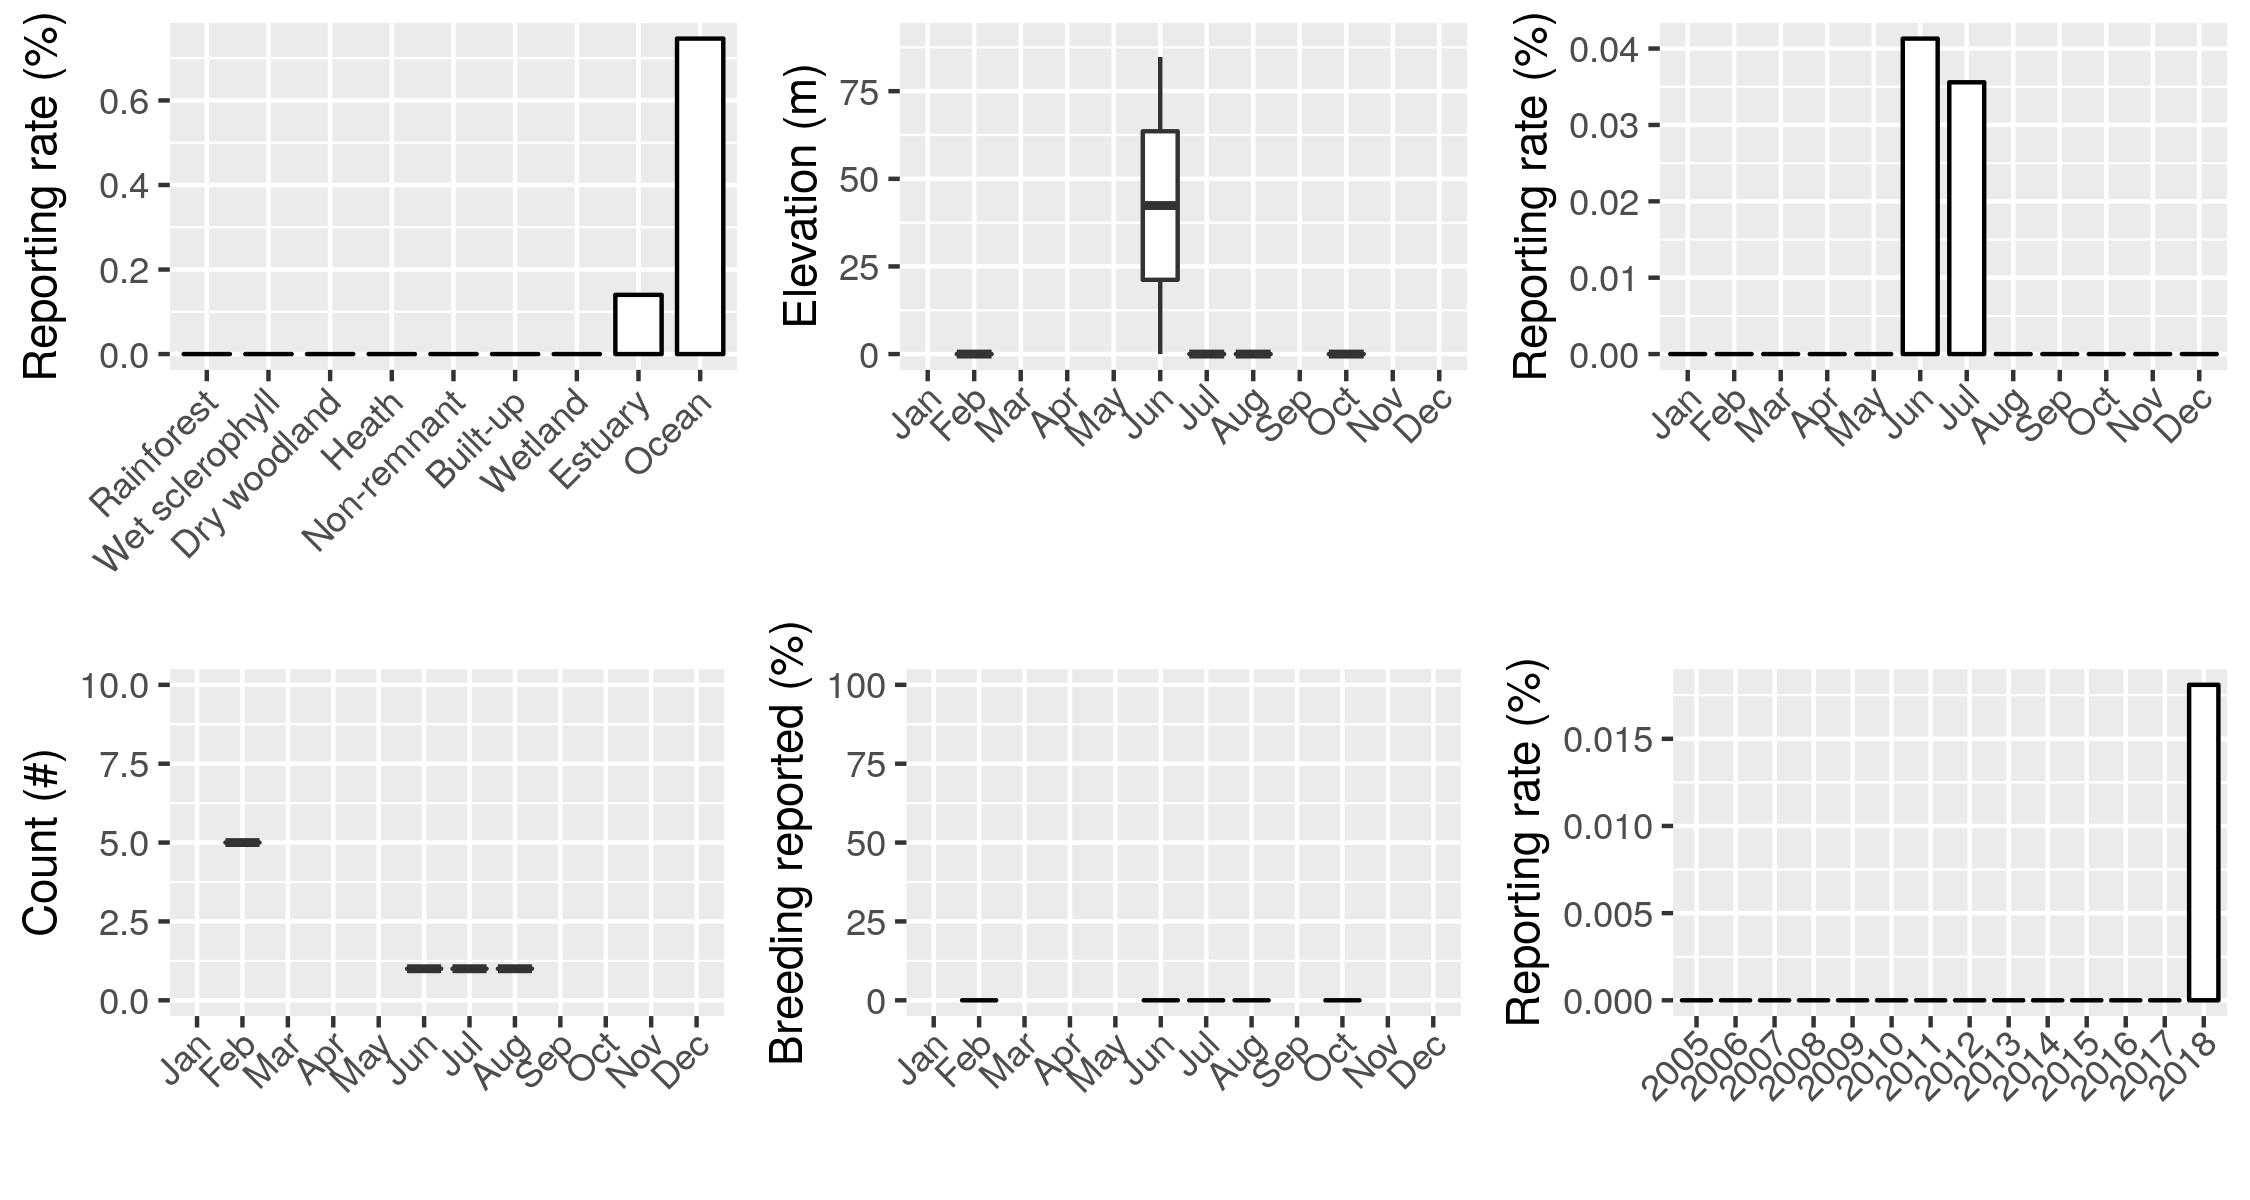 Reporting rate (%)
0.6
0.4
0.2
0.0
Rainforest
Wet sclerophyll
Dry woodland
Heath
Non-remnant
Built-up
Wetland
Estuary
Ocean
Elevation (m)
75
50
25
0
Jan
Feb
Mar
Apr
May
Jun
Jul
Aug
Sep
Oct
Nov
Dec
Reporting rate (%)
0.04
0.03
0.02
0.01
0.00
Jan
Feb
Mar
Apr
May
Jun
Jul
Aug
Sep
Oct
Nov
Dec
Count (#)
10.0
7.5
5.0
2.5
0.0
Jan
Feb
Mar
Apr
May
Jun
Jul
Aug
Sep
Oct
Nov
Dec
Breeding reported (%)
100
75
50
25
0
Jan
Feb
Mar
Apr
May
Jun
Jul
Aug
Sep
Oct
Nov
Dec
Reporting rate (%)
0.015
0.010
0.005
0.000
2005
2006
2007
2008
2009
2010
2011
2012
2013
2014
2015
2016
2017
2018